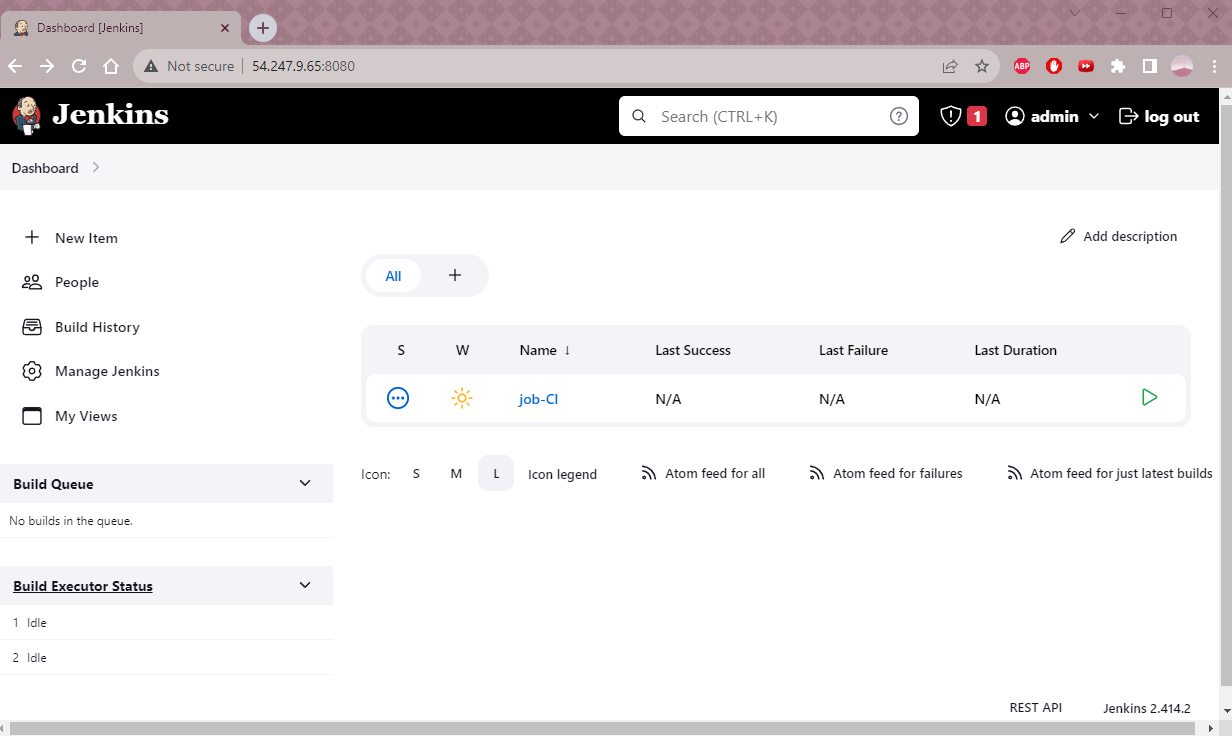 Dashboard [Jenkins]
Not secure 54.247.9.65:8080
ABP
Jenkins
Search (CTRL+K)
?
1
admin
log out
Dashboard
New Item
People
Build History
Manage Jenkins
My Views
Add description
All
S W Name ↓ Last Success Last Failure Last Duration
job-CI N/A N/A N/A
Icon: S M L Icon legend Atom feed for all Atom feed for failures Atom feed for just latest builds
Build Queue
No builds in the queue.
Build Executor Status
1 Idle
2 Idle
REST API Jenkins 2.414.2